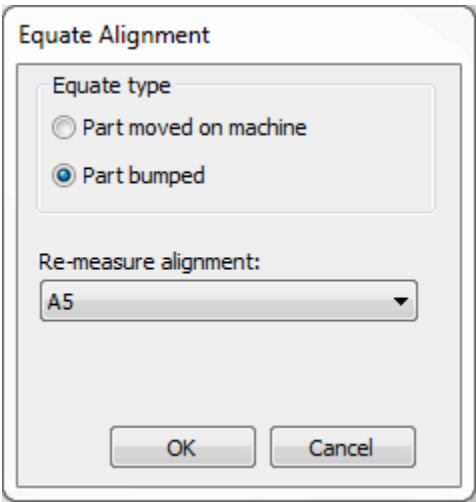 Equate Alignment
Equate type
Part moved on machine
Part bumped
Re-measure alignment:
A5
OK
Cancel